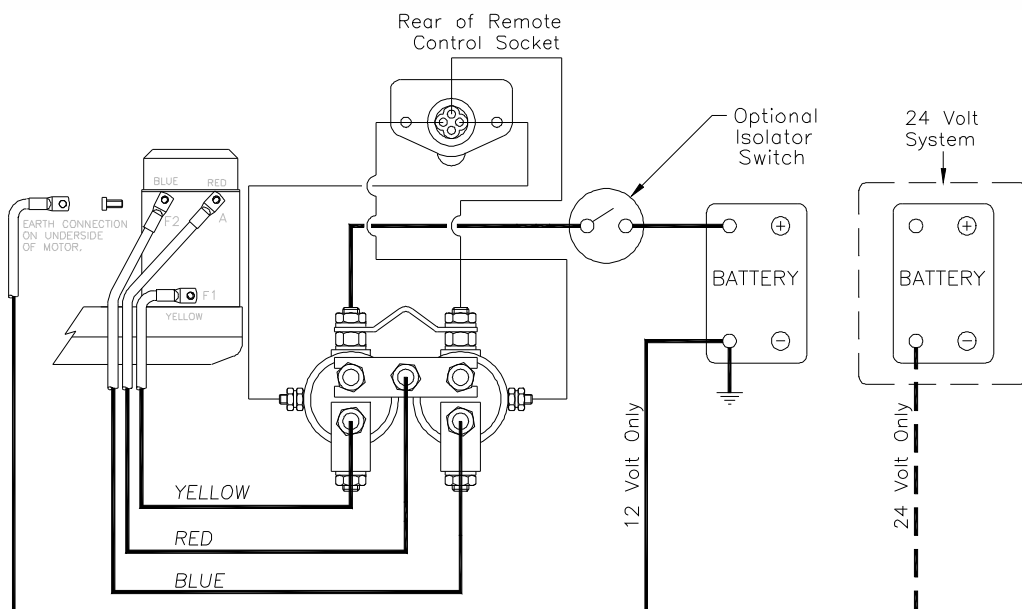 Rear of Remote
Control Socket
Optional
Isolator
Switch
24 Volt
System
BLUE
RED
F2
A
EARTH CONNECTION
ON UNDERSIDE
OF MOTOR.
F1
YELLOW
+
BATTERY
-
+
BATTERY
-
12 Volt Only
24 Volt Only
YELLOW
RED
BLUE